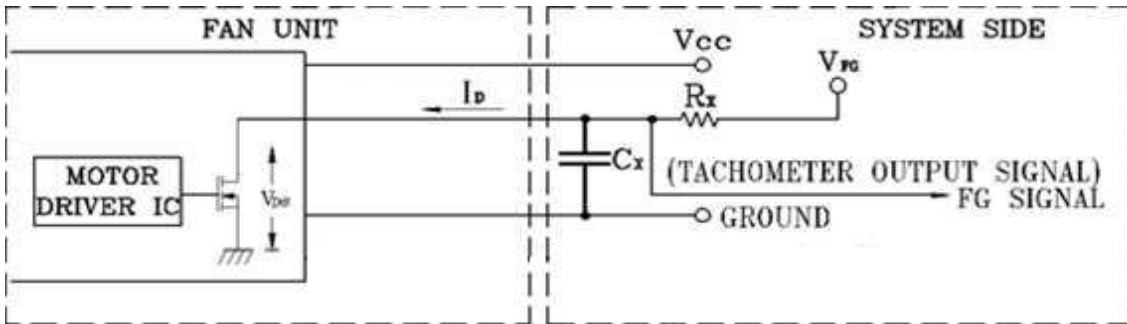 FAN UNIT
SYSTEM SIDE
Vcc
VFG
ID
Rx
Cx
(TACHOMETER OUTPUT SIGNAL)
FG SIGNAL
MOTOR
DRIVER IC
GROUND